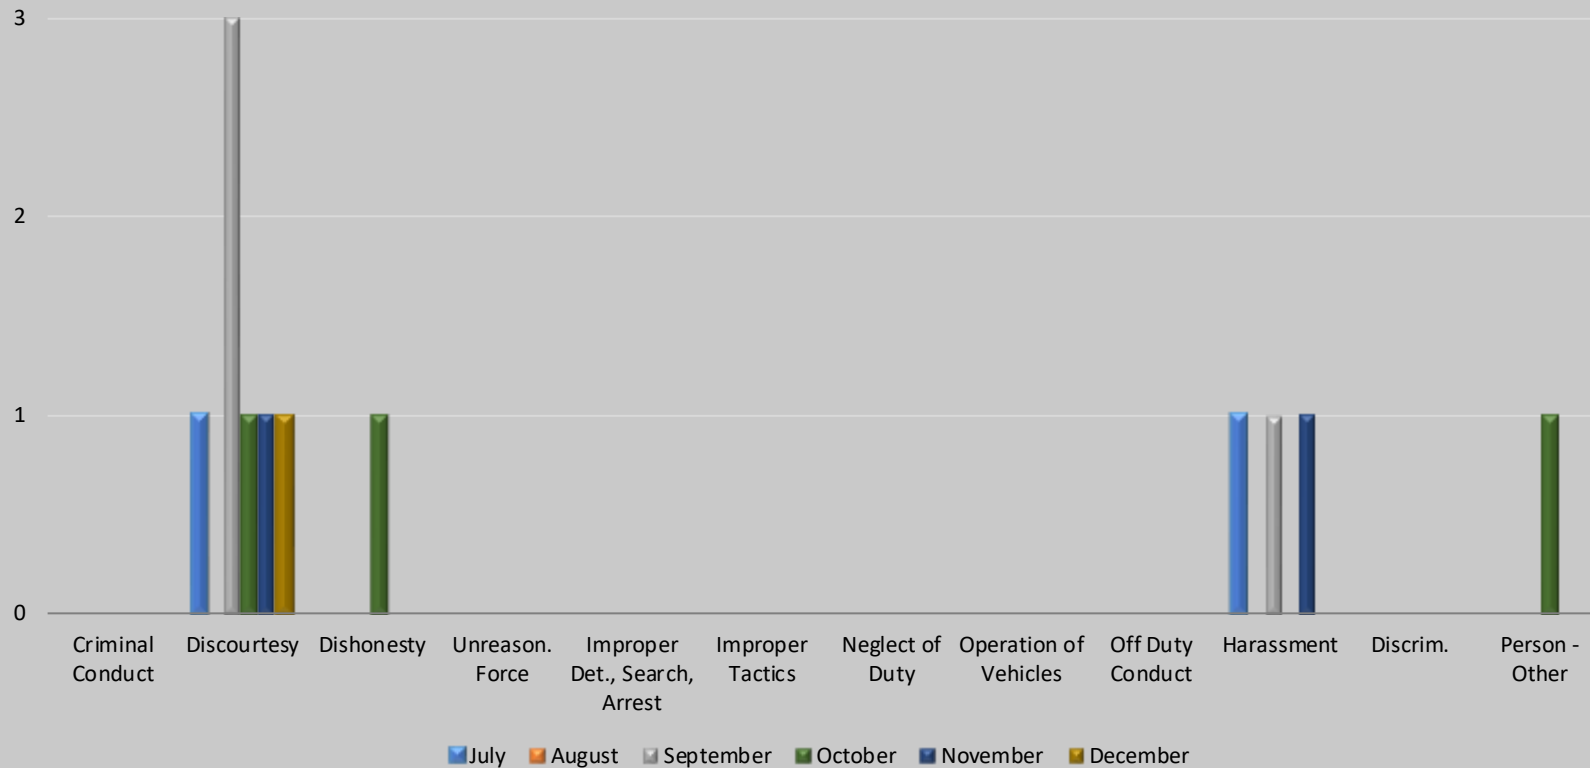 3
2
1
0
Criminal
Conduct
Discourtesy
Dishonesty
Unreason.
Force
Improper
Det., Search,
Arrest
Improper
Tactics
Neglect of
Duty
Operation of
Vehicles
Off Duty
Conduct
Harassment
Discrim.
Person -
Other
July August September October November December